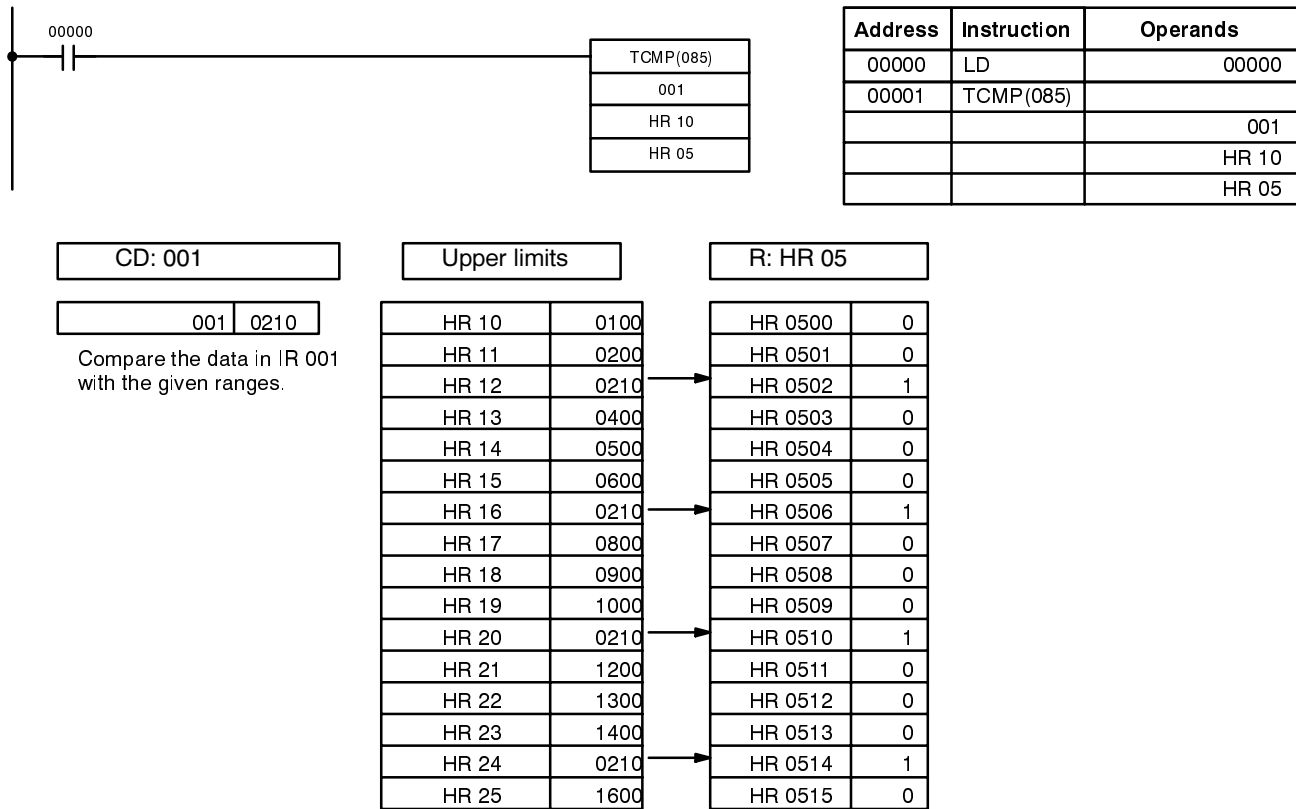 00000
TCMP(085)
001
HR 10
HR 05
Address Instruction Operands
00000 LD 00000
00001 TCMP(085)
001
HR 10
HR 05
CD: 001
001 0210
Compare the data in IR 001
with the given ranges.
Upper limits
HR 10 0100
HR 11 0200
HR 12 0210
HR 13 0400
HR 14 0500
HR 15 0600
HR 16 0210
HR 17 0800
HR 18 0900
HR 19 1000
HR 20 0210
HR 21 1200
HR 22 1300
HR 23 1400
HR 24 0210
HR 25 1600
R: HR 05
HR 0500 0
HR 0501 0
HR 0502 1
HR 0503 0
HR 0504 0
HR 0505 0
HR 0506 1
HR 0507 0
HR 0508 0
HR 0509 0
HR 0510 1
HR 0511 0
HR 0512 0
HR 0513 0
HR 0514 1
HR 0515 0